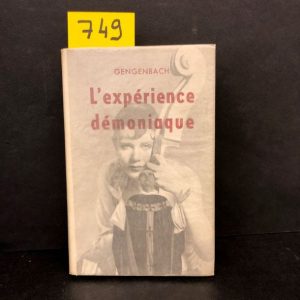 749
GENGENBACH
L'expérience
démoniaque